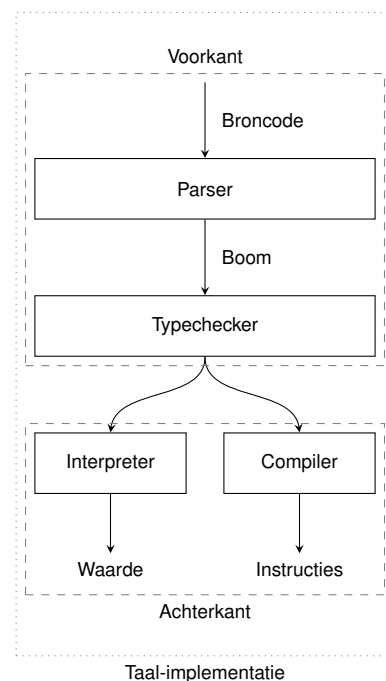 Voorkant
Broncode
Parser
Boom
Typechecker
Interpreter
Compiler
Waarde
Instructies
Achterkant
Taal-implementatie